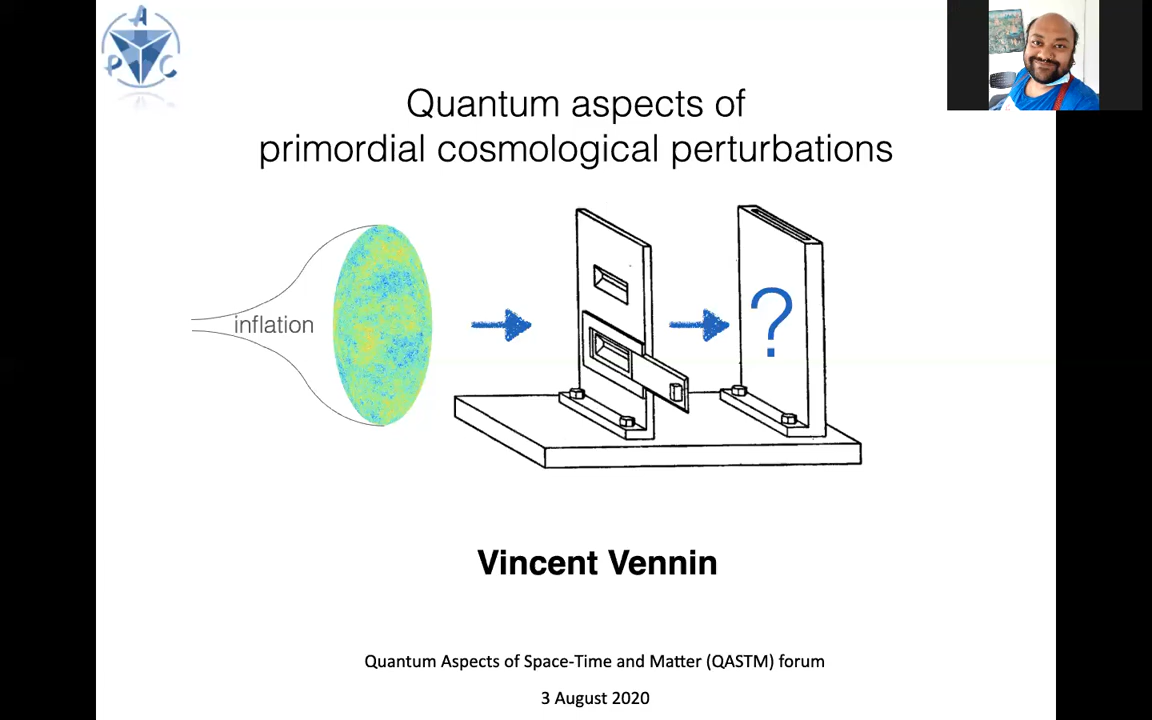 A
P C
Quantum aspects of
primordial cosmological perturbations
inflation
?
Vincent Vennin
Quantum Aspects of Space-Time and Matter (QASTM) forum
3 August 2020